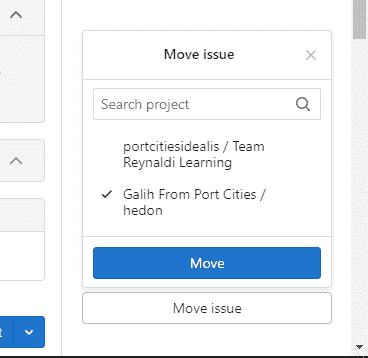 Move issue
Search project
portcitiesidealis / Team
Reynaldi Learning
Galih From Port Cities /
hedon
Move
Move issue
t